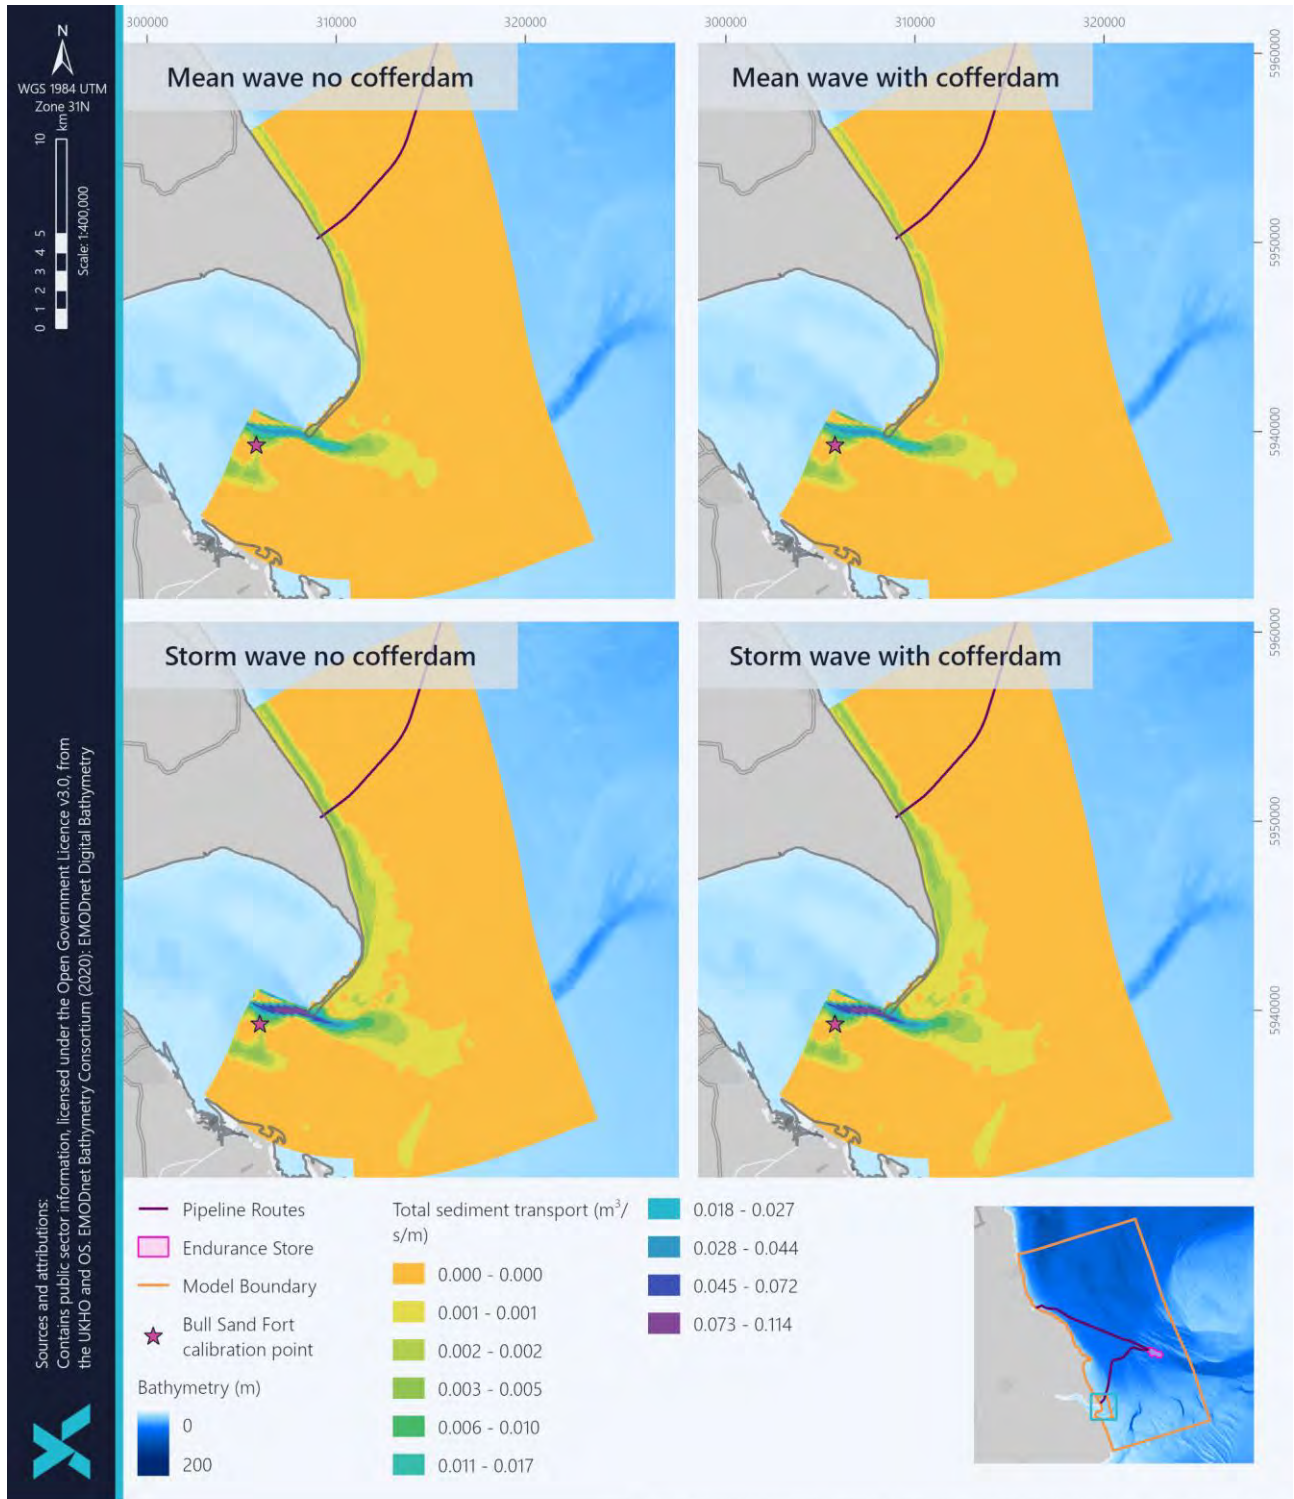 N
WGS 1984 UTM
Zone 31N
0 1 2 3 4 5 10 km
Scale: 1:400,000
Sources and attributions:
Contains public sector information, licensed under the Open Government Licence v3.0, from
the UKHO and OS. EMODnet Bathymetry Consortium (2020): EMODnet Digital Bathymetry
300000 310000 320000 300000 310000 320000
Mean wave no cofferdam
Mean wave with cofferdam
5960000
5950000
5940000
Storm wave no cofferdam
Storm wave with cofferdam
5960000
5950000
5940000
Pipeline Routes
Endurance Store
Model Boundary
Bull Sand Fort
calibration point
Bathymetry (m)
0
200
Total sediment transport (m³/
s/m)
0.000 - 0.000
0.001 - 0.001
0.002 - 0.002
0.003 - 0.005
0.006 - 0.010
0.011 - 0.017
0.018 - 0.027
0.028 - 0.044
0.045 - 0.072
0.073 - 0.114